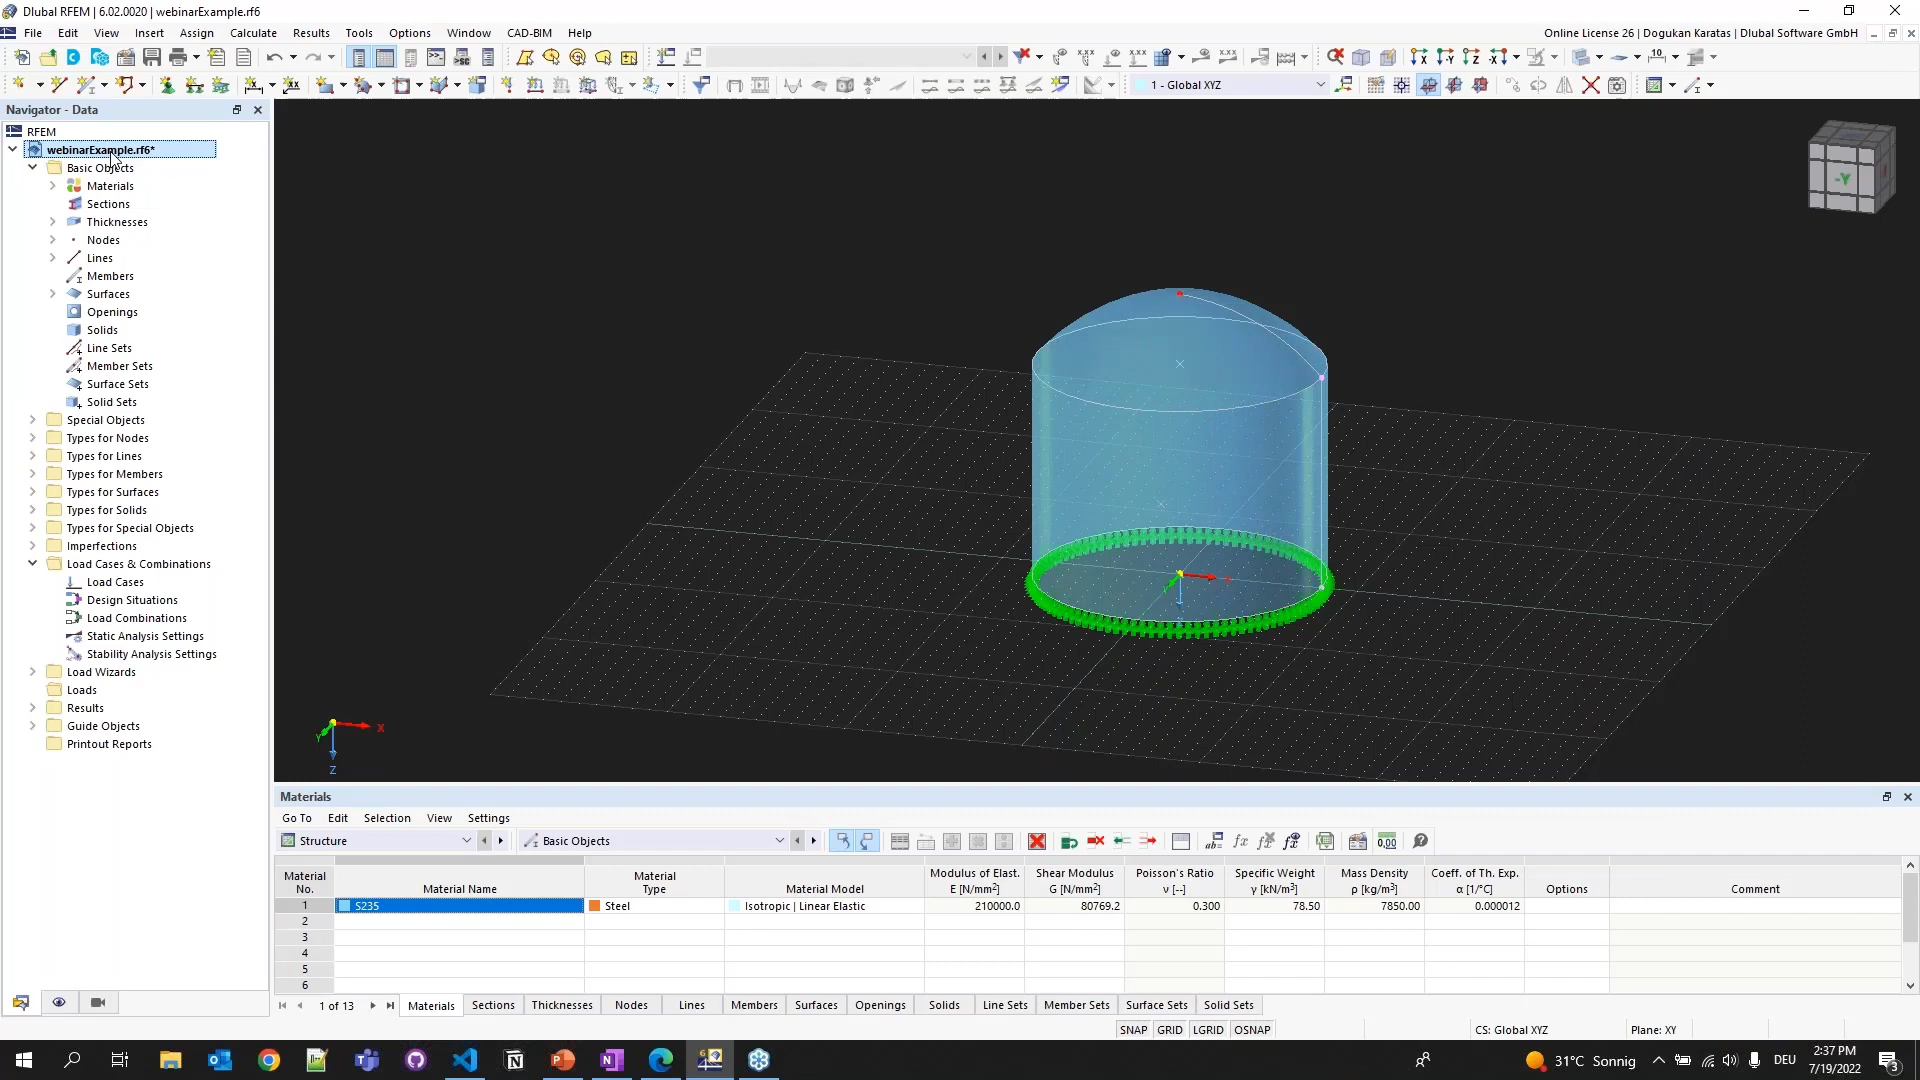 Dlubal RFEM | 6.02.0020 | webinarExample.rf6
File Edit View Insert Assign Calculate Results Tools Options Window CAD-BIM Help
Online License 26 | Dogukan Karatas | Dlubal Software GmbH
1 - Global XYZ
Navigator - Data
RFEM
webinarExample.rf6*
Basic Objects
Materials
Sections
Thicknesses
Nodes
Lines
Members
Surfaces
Openings
Solids
Line Sets
Member Sets
Surface Sets
Solid Sets
Special Objects
Types for Nodes
Types for Lines
Types for Members
Types for Surfaces
Types for Solids
Types for Special Objects
Imperfections
Load Cases & Combinations
Load Cases
Design Situations
Load Combinations
Static Analysis Settings
Stability Analysis Settings
Load Wizards
Loads
Results
Guide Objects
Printout Reports
-Y
X
Y
Z
Materials
Go To Edit Selection View Settings
Structure
Basic Objects
Material No. Material Name Material Type Material Model Modulus of Elast. E [N/mm²] Shear Modulus G [N/mm²] Poisson's Ratio ν [--] Specific Weight γ [kN/m³] Mass Density ρ [kg/m³] Coeff. of Th. Exp. α [1/°C] Options Comment
1 S235 Steel Isotropic | Linear Elastic 210000.0 80769.2 0.300 78.50 7850.00 0.000012
2
3
4
5
6
1 of 13 Materials Sections Thicknesses Nodes Lines Members Surfaces Openings Solids Line Sets Member Sets Surface Sets Solid Sets
SNAP GRID LGRID OSNAP CS: Global XYZ Plane: XY
31°C Sonnig DEU 2:37 PM
7/19/2022 3